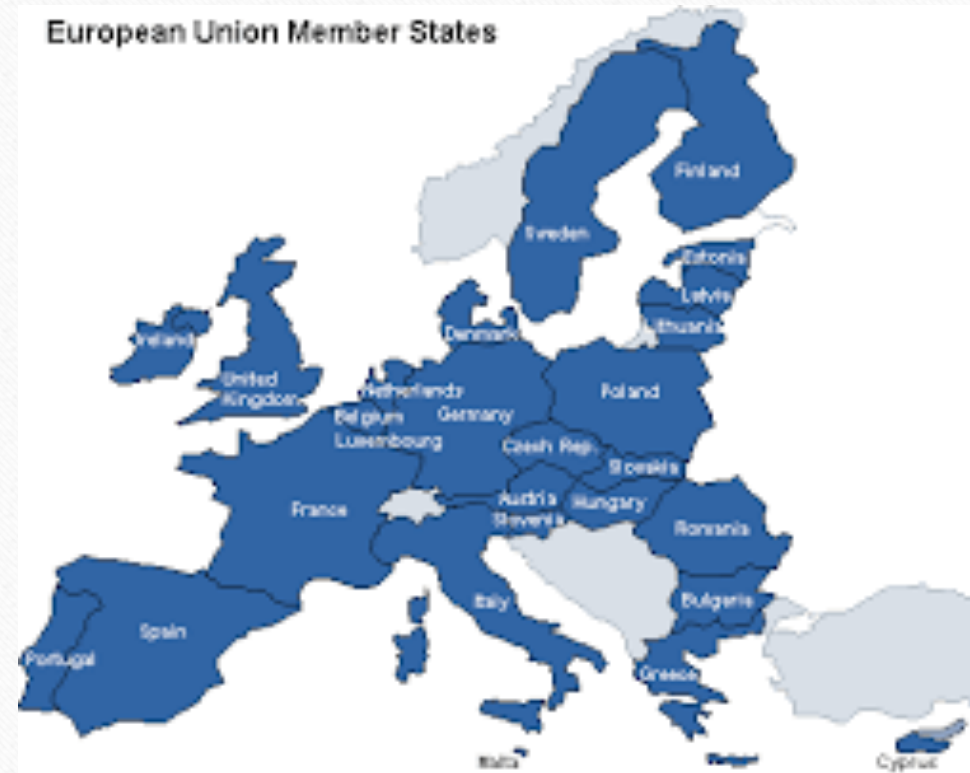 European Union Member States
Finland
Sweden
Estonia
Latvia
Lithuania
Denmark
Ireland
United
Kingdom
Netherlands
Poland
Belgium
Germany
Luxembourg
Czech Rep.
Slovakia
Austria
Hungary
France
Slovenia
Romania
Italy
Bulgaria
Spain
Portugal
Greece
Malta
Cyprus